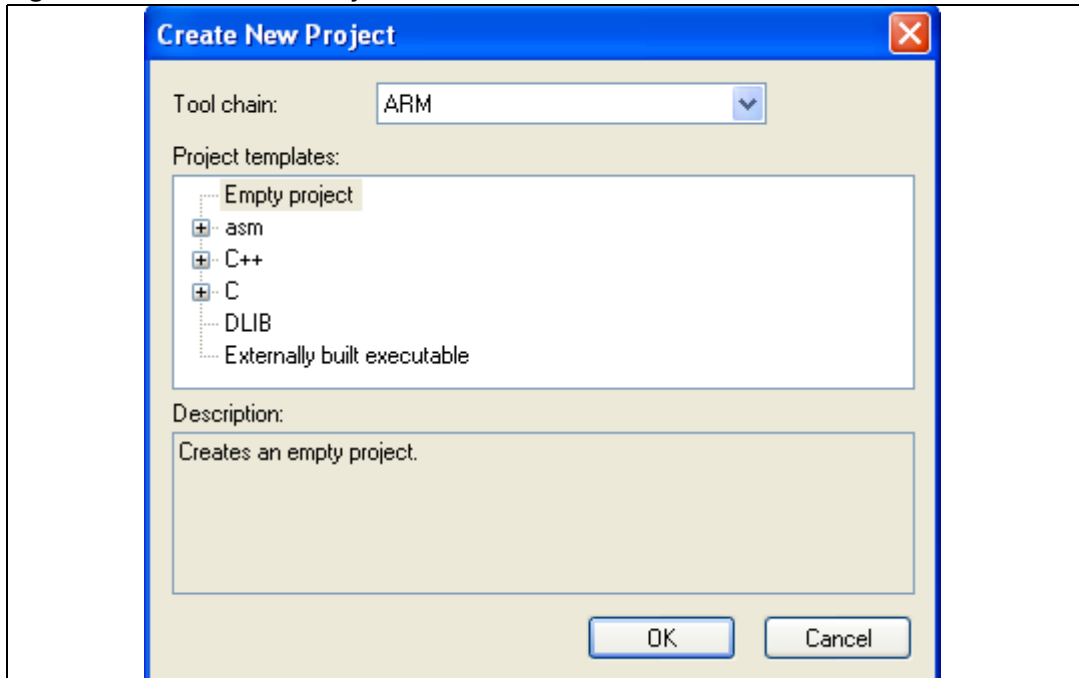 Create New Project
Tool chain: ARM
Project templates:
Empty project
asm
C++
C
DLIB
Externally built executable
Description:
Creates an empty project.
OK Cancel